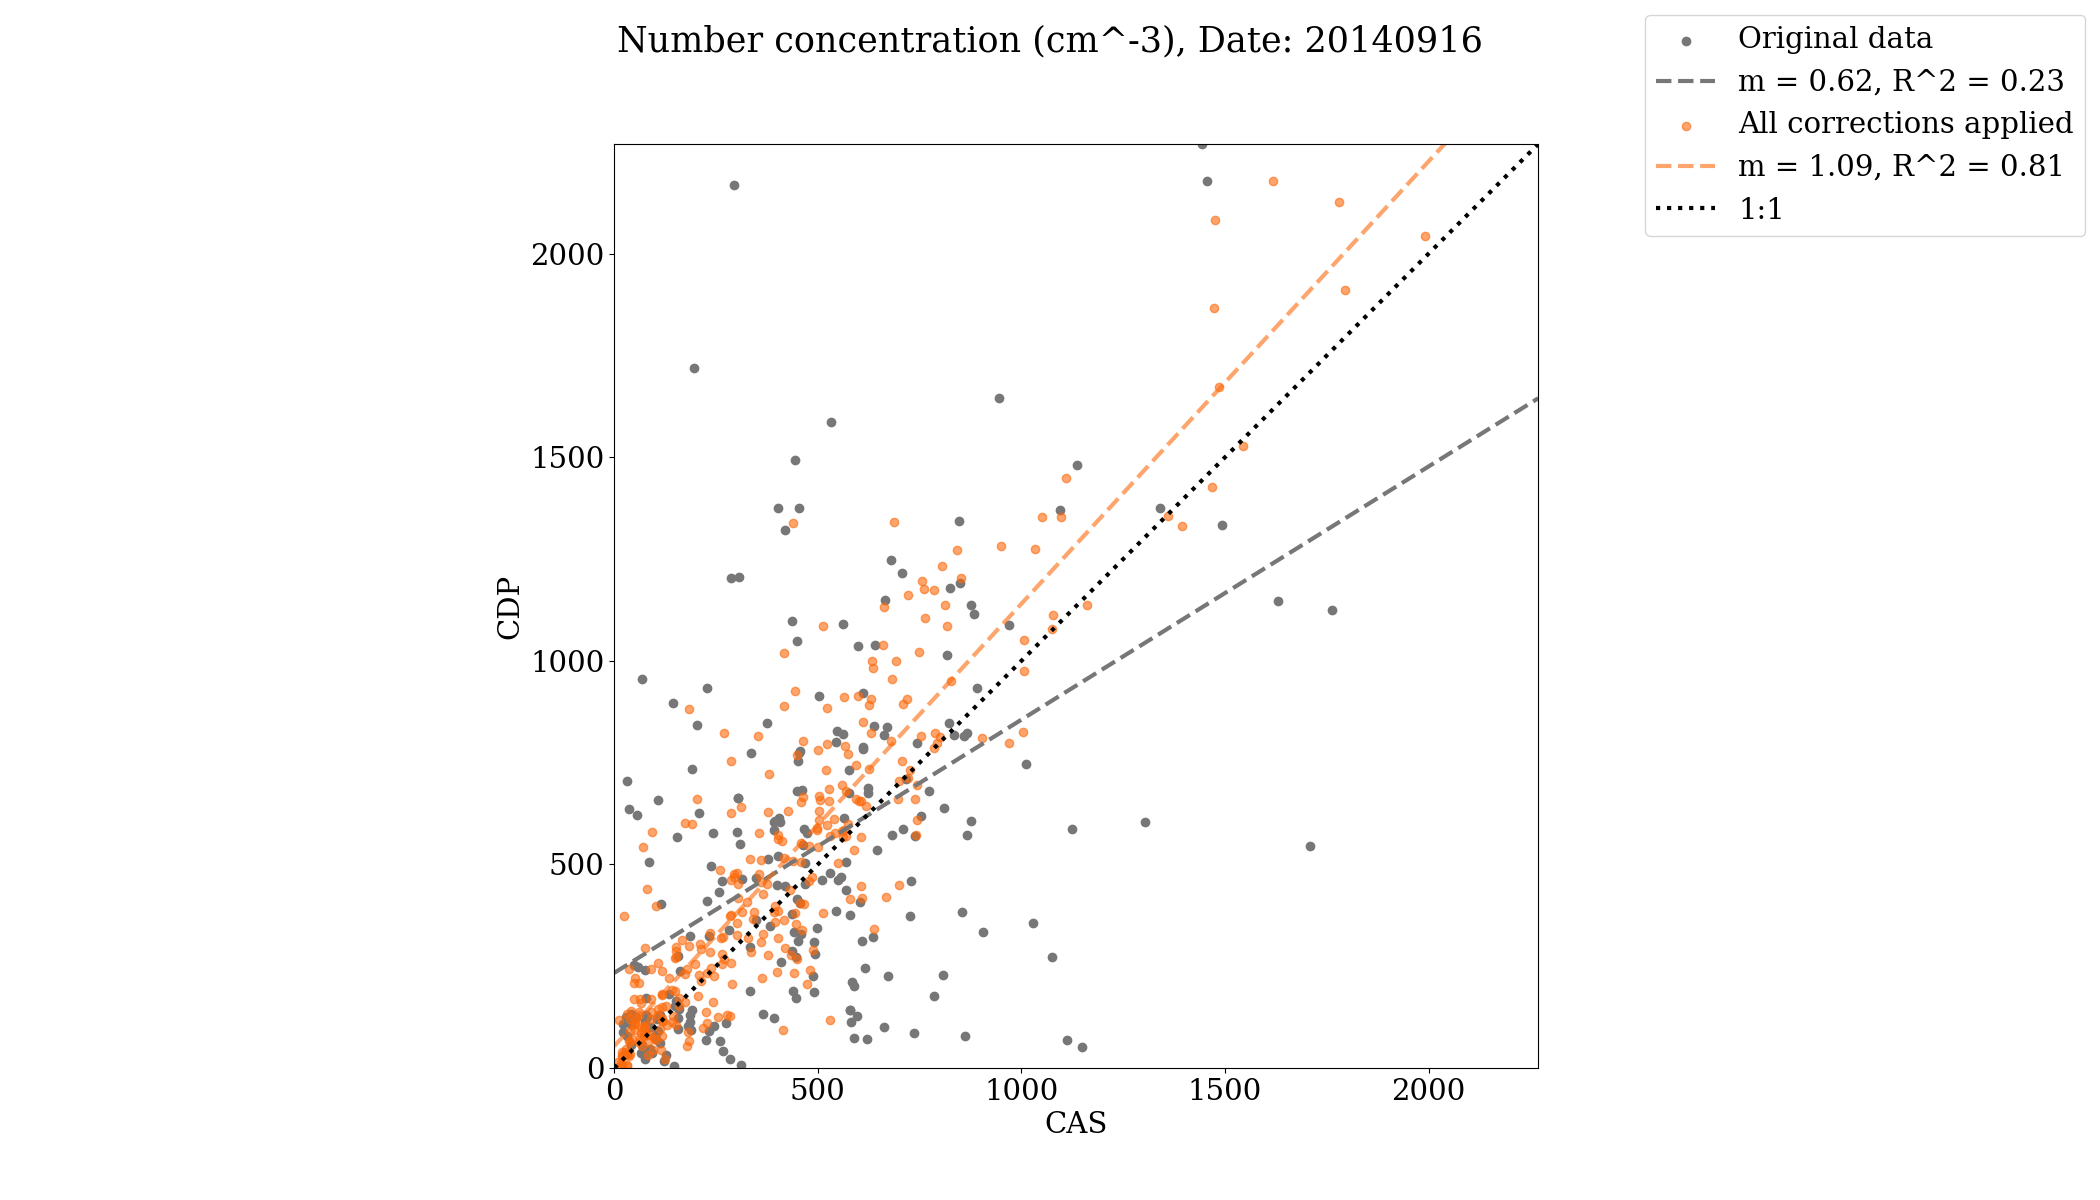 Number concentration (cm^-3), Date: 20140916
Original data
m = 0.62, R^2 = 0.23
All corrections applied
m = 1.09, R^2 = 0.81
1:1
2000
1500
1000
500
0
CDP
0 500 1000 1500 2000
CAS